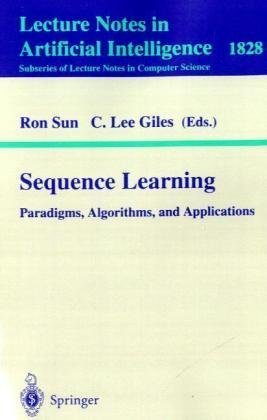 Lecture Notes in
Artificial Intelligence 1828
Subseries of Lecture Notes in Computer Science
Ron Sun C. Lee Giles (Eds.)
Sequence Learning
Paradigms, Algorithms, and Applications
Springer